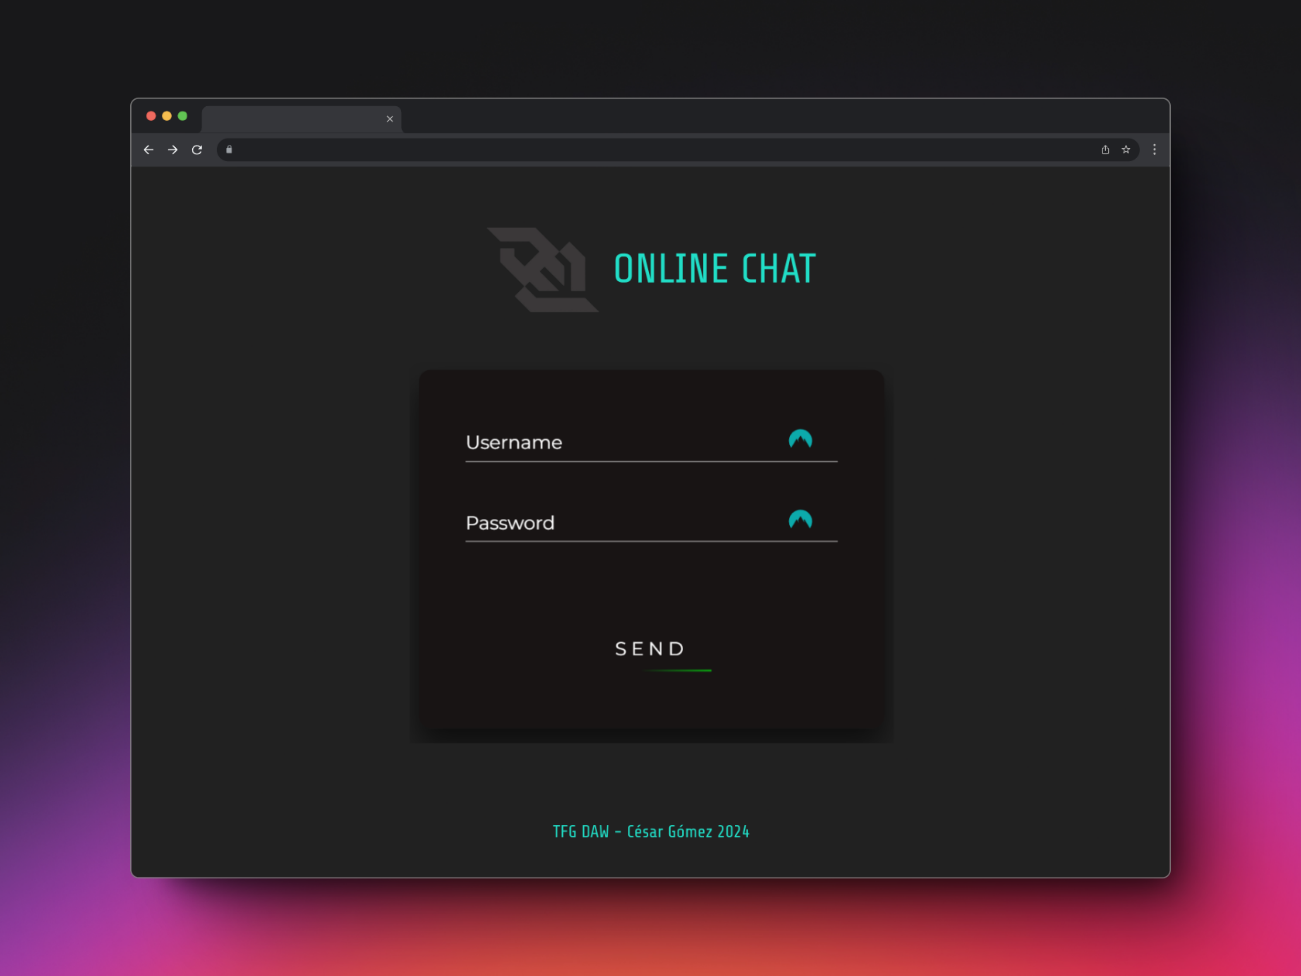 ONLINE CHAT
Username
Password
SEND
TFG DAW - César Gómez 2024